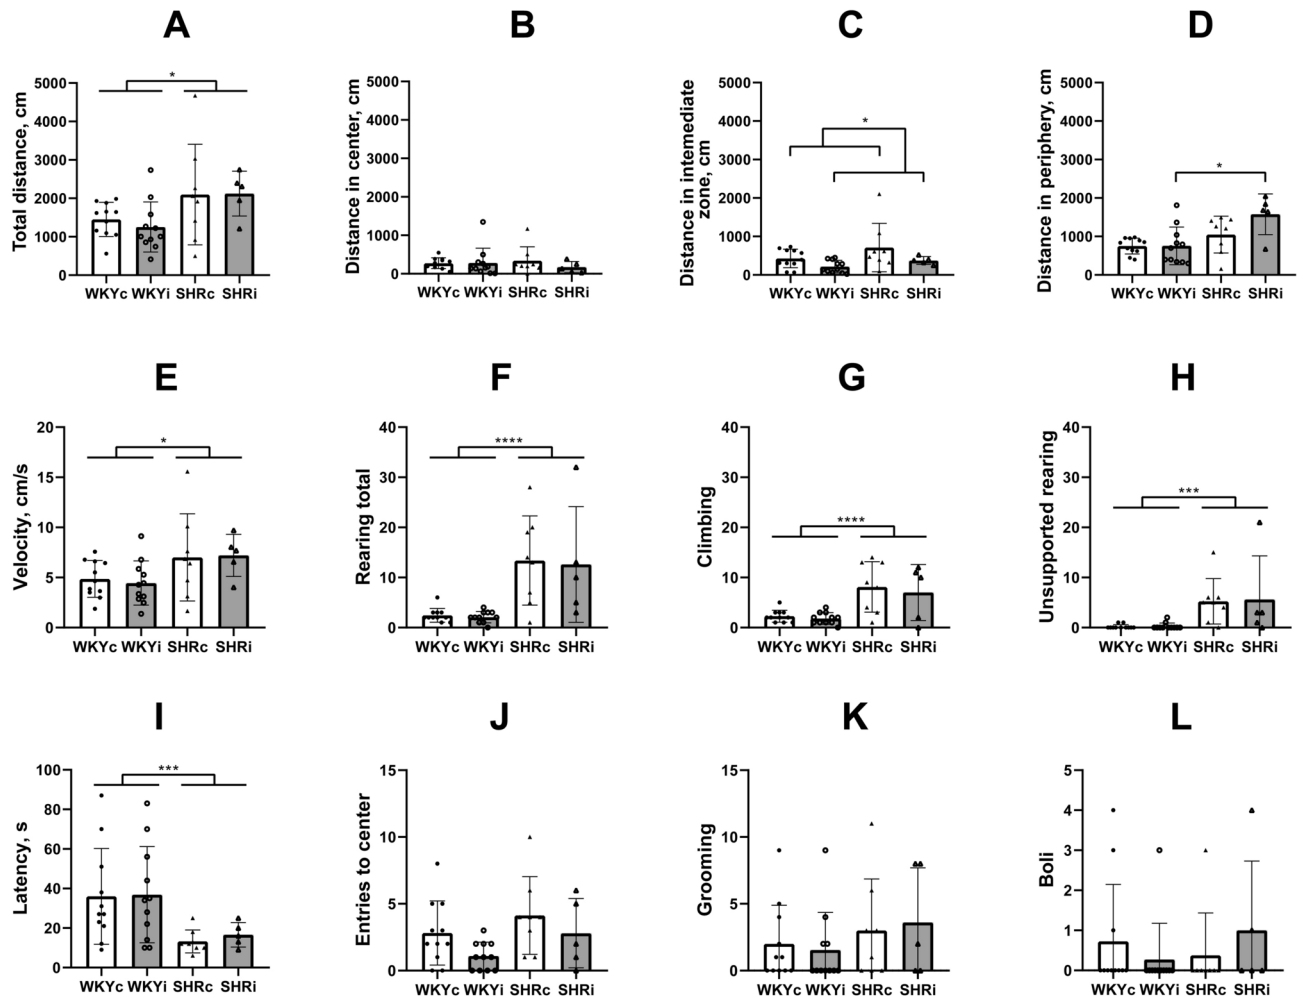 A
B
C
D
Total distance, cm
5000
4000
3000
2000
1000
0
*
WKYc WKYi SHRc SHRi
Distance in center, cm
5000
4000
3000
2000
1000
0
WKYc WKYi SHRc SHRi
Distance in intemediate
zone, cm
5000
4000
3000
2000
1000
0
*
WKYc WKYi SHRc SHRi
Distance in periphery, cm
5000
4000
3000
2000
1000
0
*
WKYc WKYi SHRc SHRi
E
F
G
H
Velocity, cm/s
20
15
10
5
0
*
WKYc WKYi SHRc SHRi
Rearing total
40
30
20
10
0
****
WKYc WKYi SHRc SHRi
Climbing
40
30
20
10
0
****
WKYc WKYi SHRc SHRi
Unsupported rearing
40
30
20
10
0
***
WKYc WKYi SHRc SHRi
I
J
K
L
Latency, s
100
80
60
40
20
0
***
WKYc WKYi SHRc SHRi
Entries to center
15
10
5
0
WKYc WKYi SHRc SHRi
Grooming
15
10
5
0
WKYc WKYi SHRc SHRi
Boli
5
4
3
2
1
0
WKYc WKYi SHRc SHRi